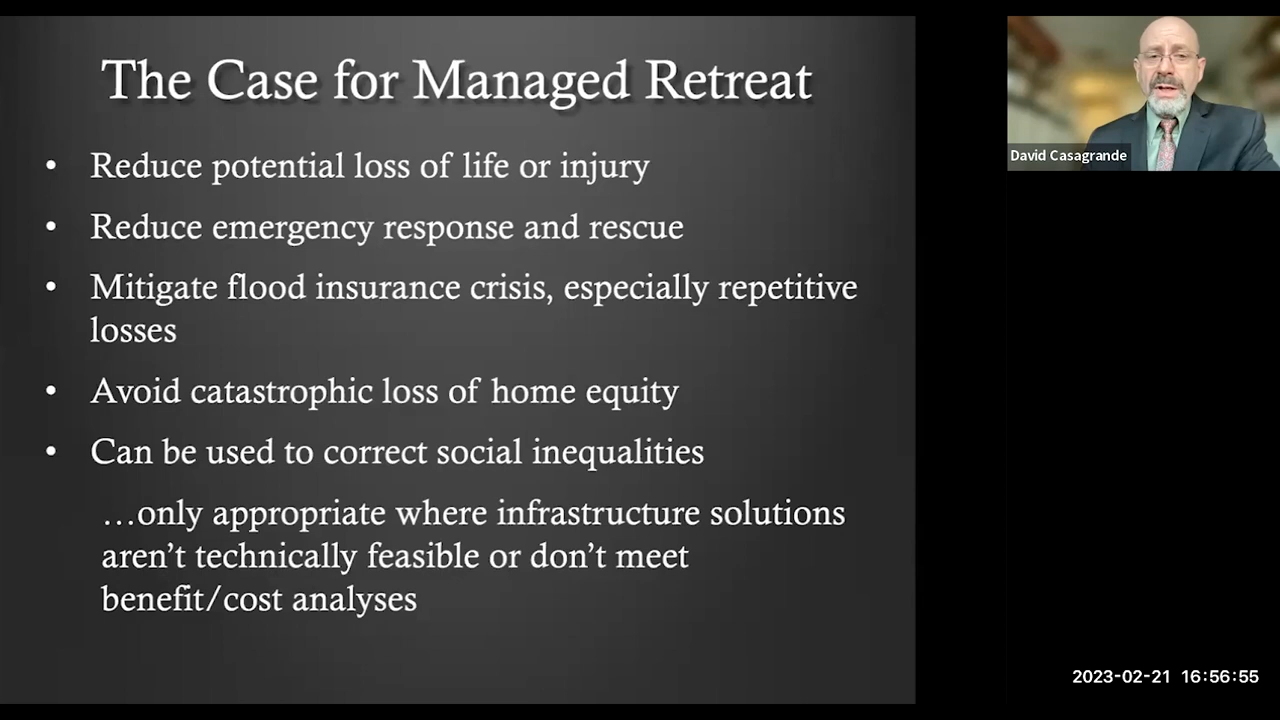 The Case for Managed Retreat
• Reduce potential loss of life or injury
• Reduce emergency response and rescue
• Mitigate flood insurance crisis, especially repetitive
losses
• Avoid catastrophic loss of home equity
• Can be used to correct social inequalities
…only appropriate where infrastructure solutions
aren’t technically feasible or don’t meet
benefit/cost analyses
David Casagrande
2023-02-21 16:56:55